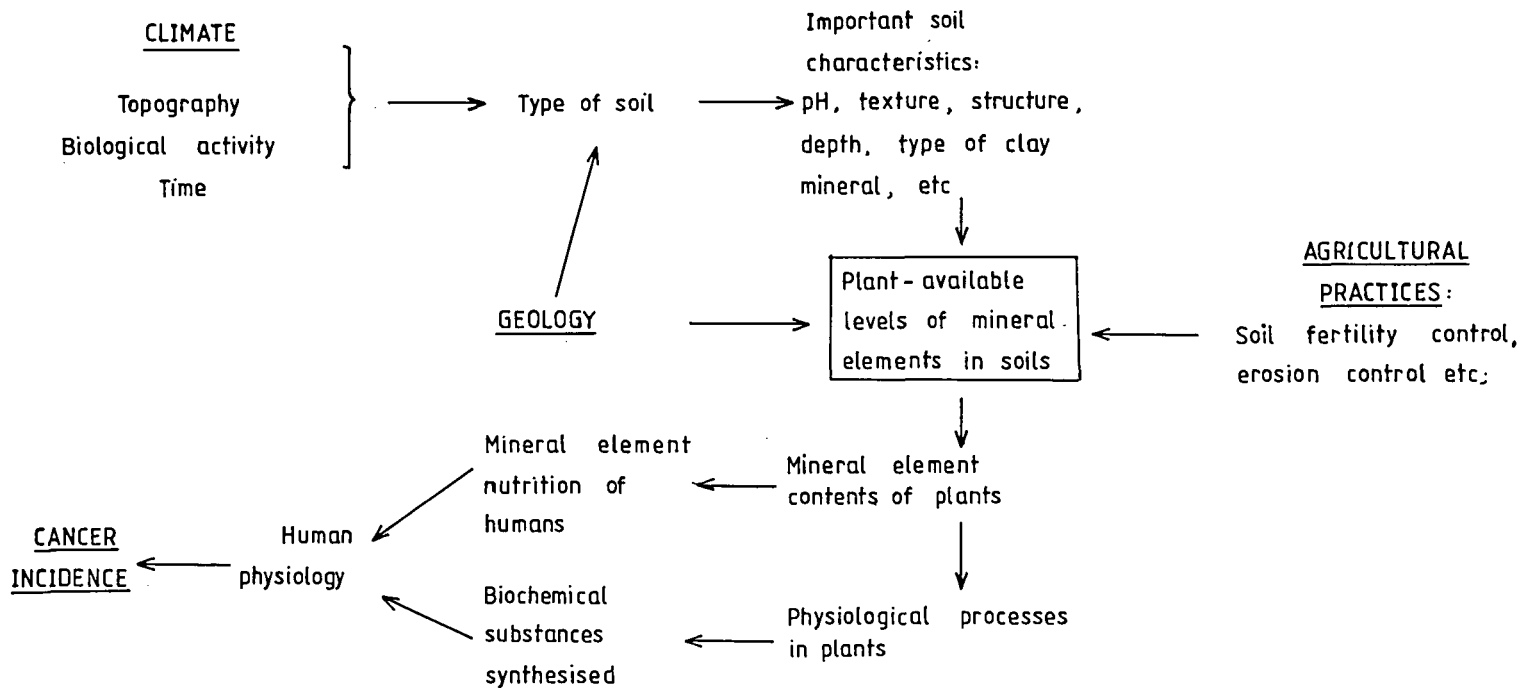 CLIMATE
Topography
Biological activity
Time
Type of soil
Important soil
characteristics:
pH, texture, structure,
depth, type of clay
mineral, etc
GEOLOGY
Plant-available
levels of mineral
elements in soils
AGRICULTURAL
PRACTICES:
Soil fertility control,
erosion control etc;
Mineral element
contents of plants
Mineral element
nutrition of
humans
Human
physiology
CANCER
INCIDENCE
Physiological processes
in plants
Biochemical
substances
synthesised